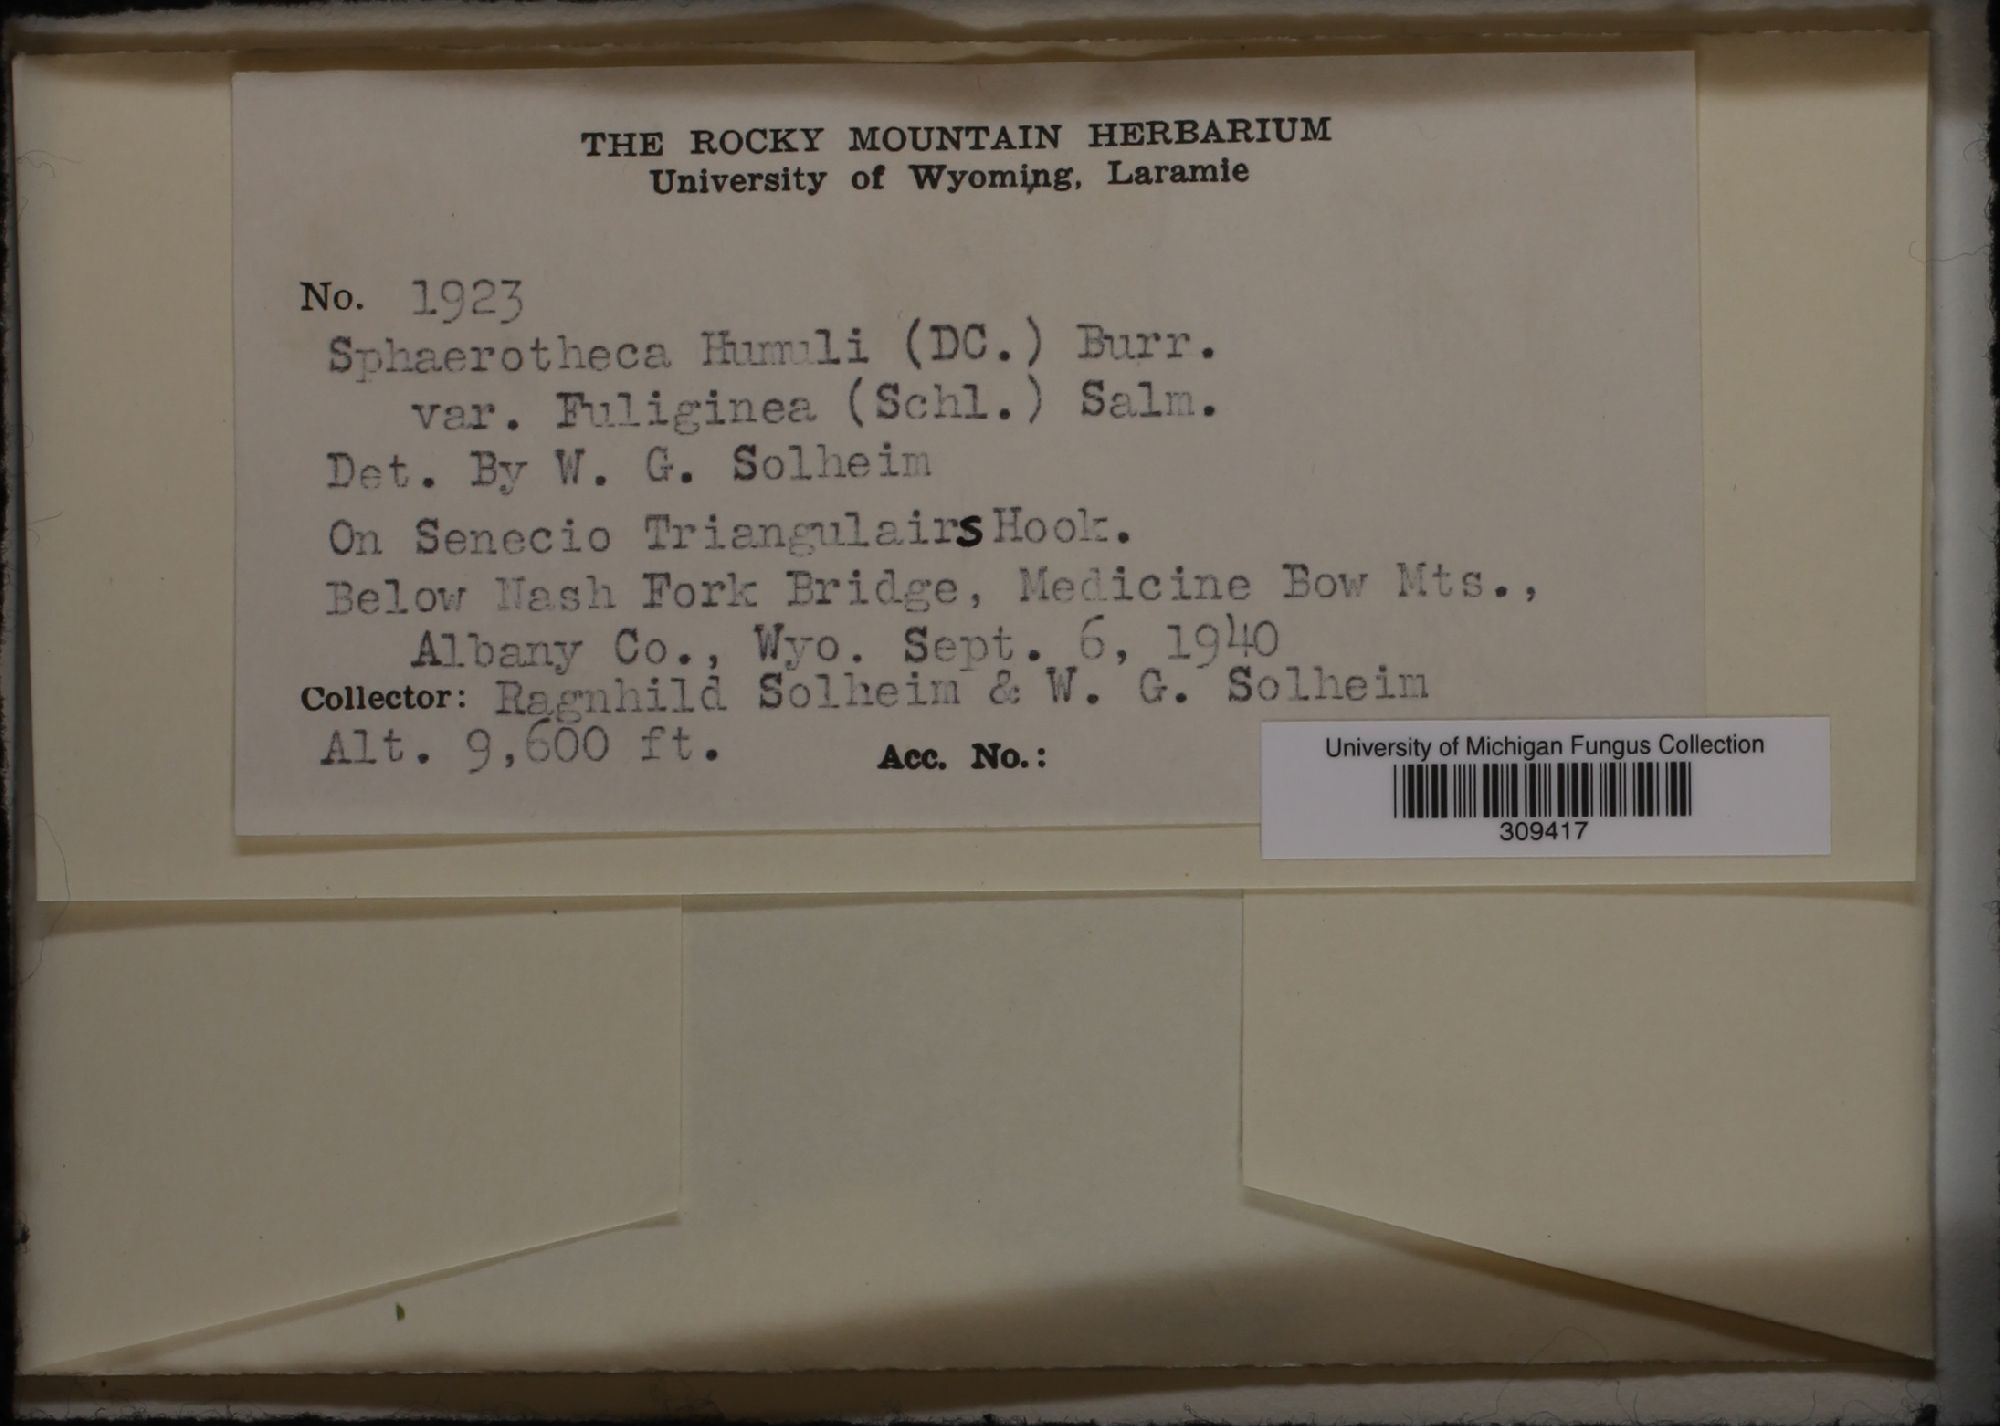 THE ROCKY MOUNTAIN HERBARIUM
University of Wyoming, Laramie
No. 1923
Sphaerotheca Humuli (DC.) Burr.
var. Fuliginea (Schl.) Salm.
Det. By W. G. Solheim
On Senecio Triangulairs Hook.
Below Nash Fork Bridge, Medicine Bow Mts.,
Albany Co., Wyo. Sept. 6, 1940
Collector: Ragnhild Solheim & W. G. Solheim
Alt. 9,600 ft. Acc. No.:
University of Michigan Fungus Collection
309417